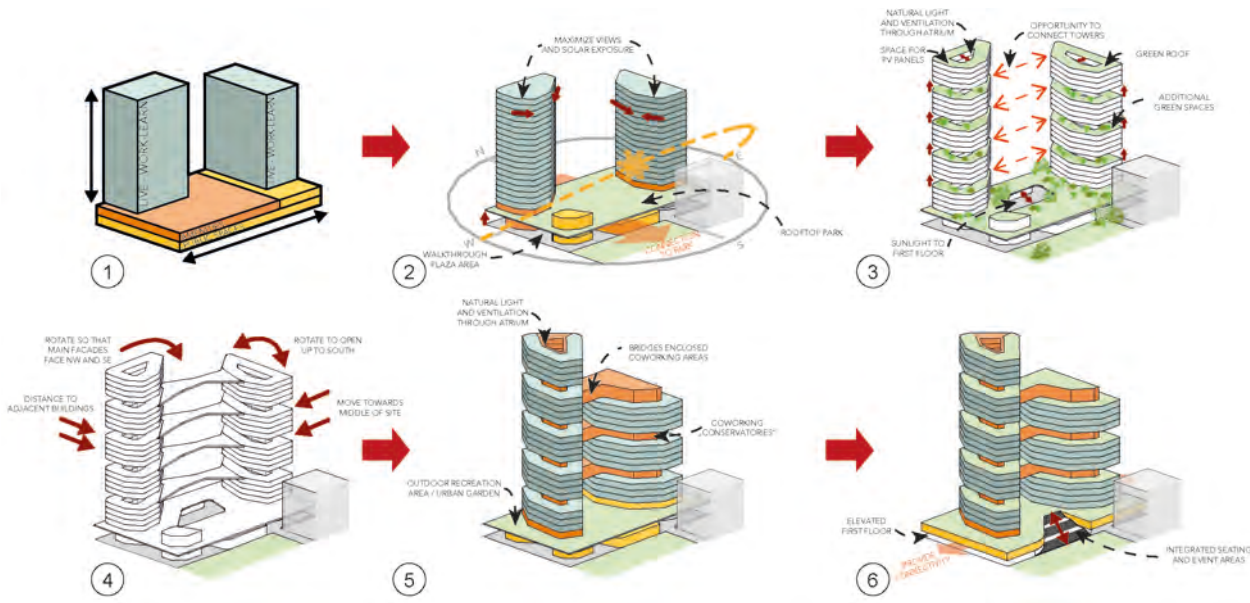 LIVE - WORK-LEARN
LIVE - WORK-LEARN
PUBLIC SPACES
1
MAXIMIZE VIEWS
AND SOLAR EXPOSURE
N
E
W
S
WALKTHROUGH
PLAZA AREA
CONNECTION
TO PARK
ROOFTOP PARK
2
NATURAL LIGHT
AND VENTILATION
THROUGH ATRIUM
SPACE FOR
PV PANELS
OPPORTUNITY TO
CONNECT TOWERS
GREEN ROOF
ADDITIONAL
GREEN SPACES
SUNLIGHT TO
FIRST FLOOR
3
ROTATE SO THAT
MAIN FACADES
FACE NW AND SE
ROTATE TO OPEN
UP TO SOUTH
DISTANCE TO
ADJACENT BUILDINGS
MOVE TOWARDS
MIDDLE OF SITE
4
NATURAL LIGHT
AND VENTILATION
THROUGH ATRIUM
BRIDGES ENCLOSED
COWORKING AREAS
COWORKING
„CONSERVATORIES"
OUTDOOR RECREATION
AREA / URBAN GARDEN
5
ELEVATED
FIRST FLOOR
CONNECTIVITY
INTEGRATED SEATING
AND EVENT AREAS
6